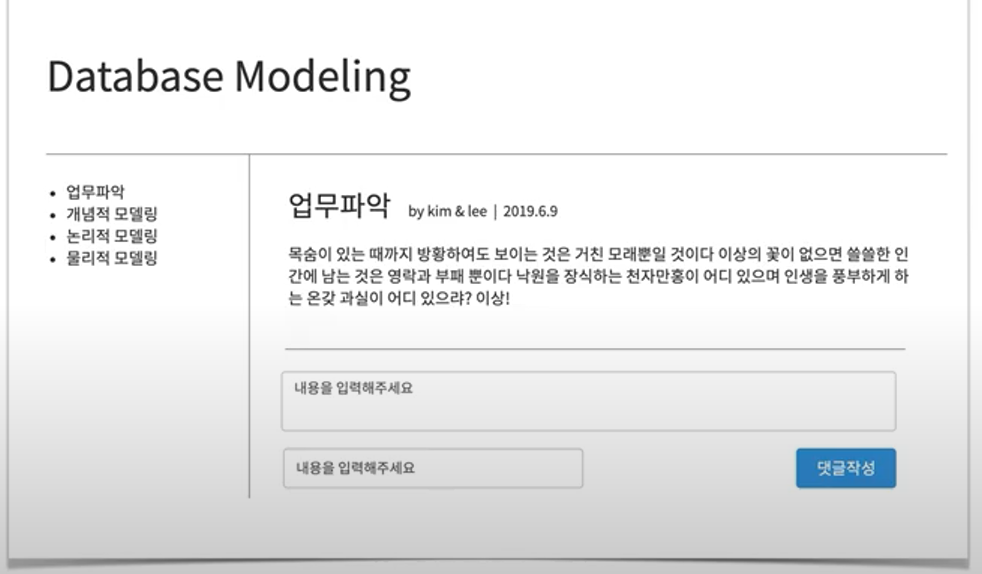 Database Modeling
• 업무파악
• 개념적 모델링
• 논리적 모델링
• 물리적 모델링
업무파악 by kim & lee | 2019.6.9
목숨이 있는 때까지 방황하여도 보이는 것은 거친 모래뿐일 것이다 이상의 꽃이 없으면 쓸쓸한 인
간에 남는 것은 영락과 부패 뿐이다 낙원을 장식하는 천자만홍이 어디 있으며 인생을 풍부하게 하
는 온갖 과실이 어디 있으랴? 이상!
내용을 입력해주세요
내용을 입력해주세요
댓글작성